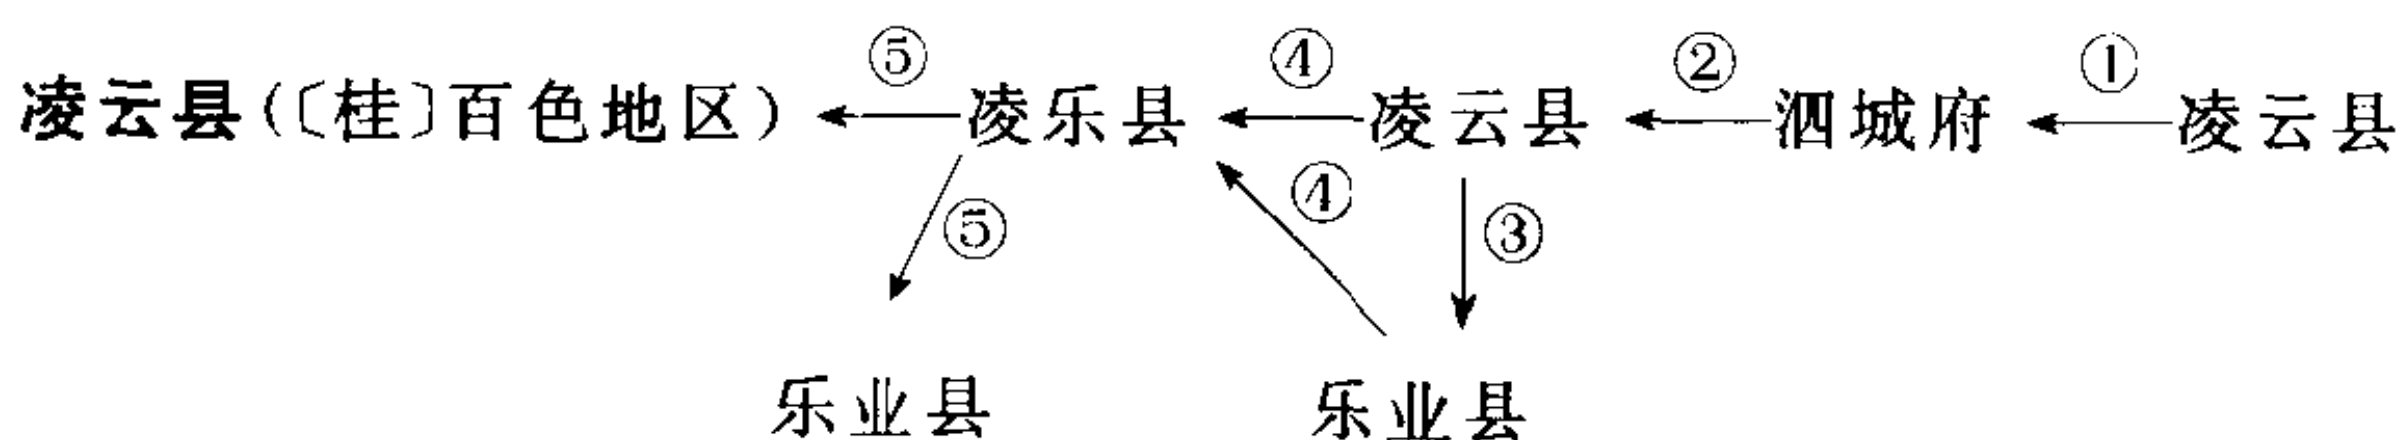 ⑤ ④ ② ①
凌云县(〔桂〕百色地区) 凌乐县 凌云县 泗城府 凌云县
④
⑤ ③
乐业县 乐业县